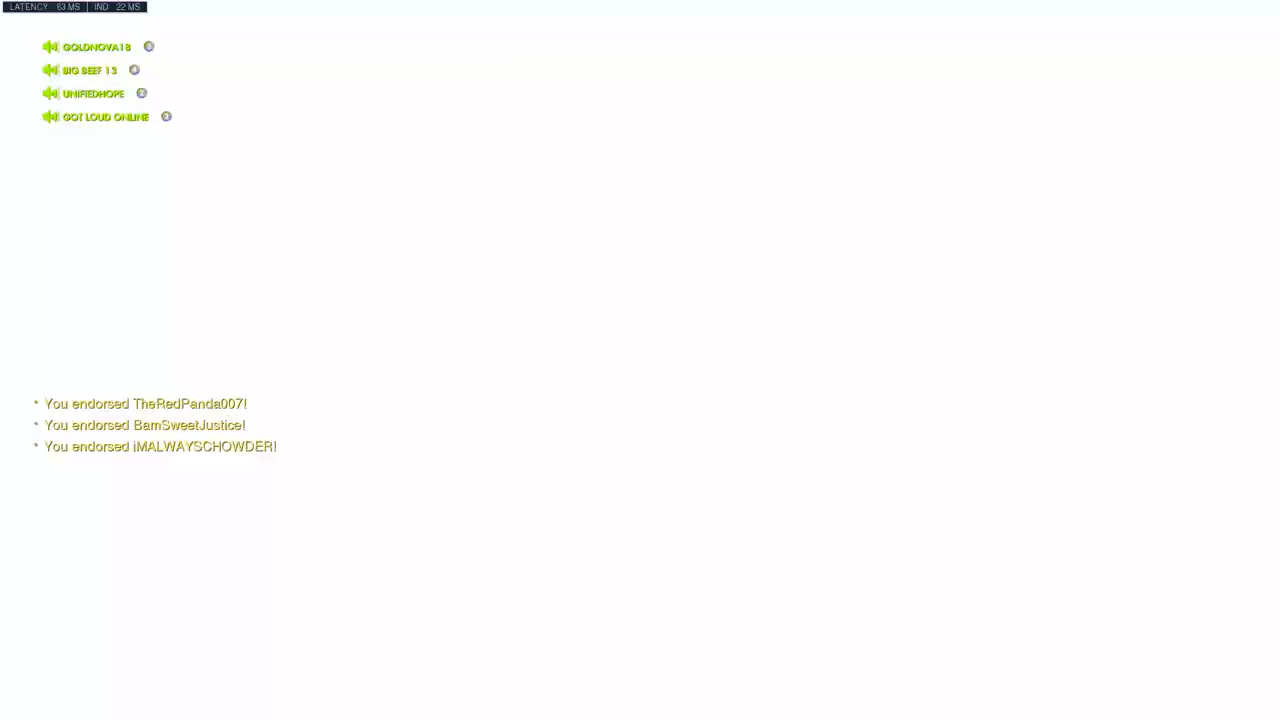 LATENCY 63 MS | IND 22 MS
GOLDNOVA18
BIG BEEF 13
UNIFIEDHOPE
GOT LOUD ONLINE
• You endorsed TheRedPanda007!
• You endorsed BamSweetJustice!
• You endorsed iMALWAYSCHOWDER!